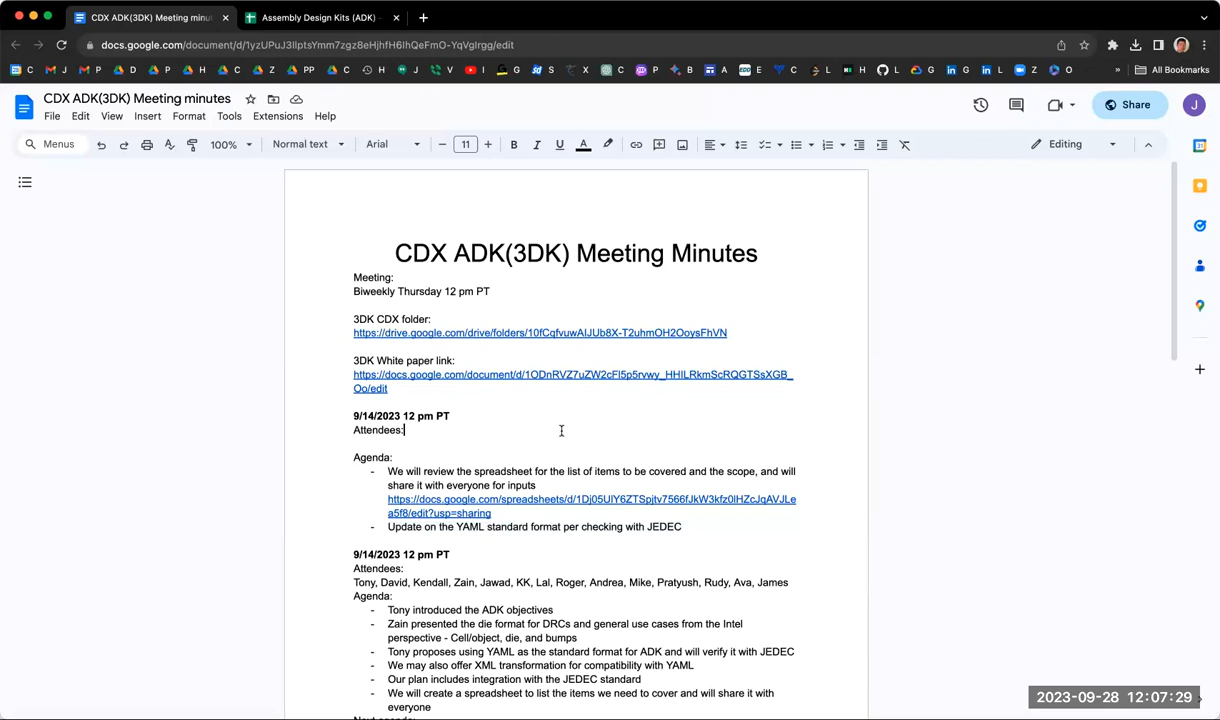 CDX ADK(3DK) Meeting minu
Assembly Design Kits (ADK) -
docs.google.com/document/d/1yzUPuJ3IlptsYmm7zgz8eHjhfH6IhQeFmO-YqVgIrgg/edit
C M J M P D P H C Z PP C H J V I G S X C P B A E C L H L G G L Z O » All Bookmarks
CDX ADK(3DK) Meeting minutes
File Edit View Insert Format Tools Extensions Help
Share
J
Menus 100% Normal text Arial 11 B I U A Editing
CDX ADK(3DK) Meeting Minutes
Meeting:
Biweekly Thursday 12 pm PT
3DK CDX folder:
https://drive.google.com/drive/folders/10fCqfvuwAIJUb8X-T2uhmOH2OoysFhVN
3DK White paper link:
https://docs.google.com/document/d/1ODnRVZ7uZW2cFl5p5rvwy_HHILRkmScRQGTSsXGB_
Oo/edit
9/14/2023 12 pm PT
Attendees:
Agenda:
- We will review the spreadsheet for the list of items to be covered and the scope, and will
share it with everyone for inputs
https://docs.google.com/spreadsheets/d/1Dj05UlY6ZTSpjtv7566fJkW3kfz0lHZcJqAVJLe
a5f8/edit?usp=sharing
- Update on the YAML standard format per checking with JEDEC
9/14/2023 12 pm PT
Attendees:
Tony, David, Kendall, Zain, Jawad, KK, Lal, Roger, Andrea, Mike, Pratyush, Rudy, Ava, James
Agenda:
- Tony introduced the ADK objectives
- Zain presented the die format for DRCs and general use cases from the Intel
perspective - Cell/object, die, and bumps
- Tony proposes using YAML as the standard format for ADK and will verify it with JEDEC
- We may also offer XML transformation for compatibility with YAML
- Our plan includes integration with the JEDEC standard
- We will create a spreadsheet to list the items we need to cover and will share it with
everyone
2023-09-28 12:07:29